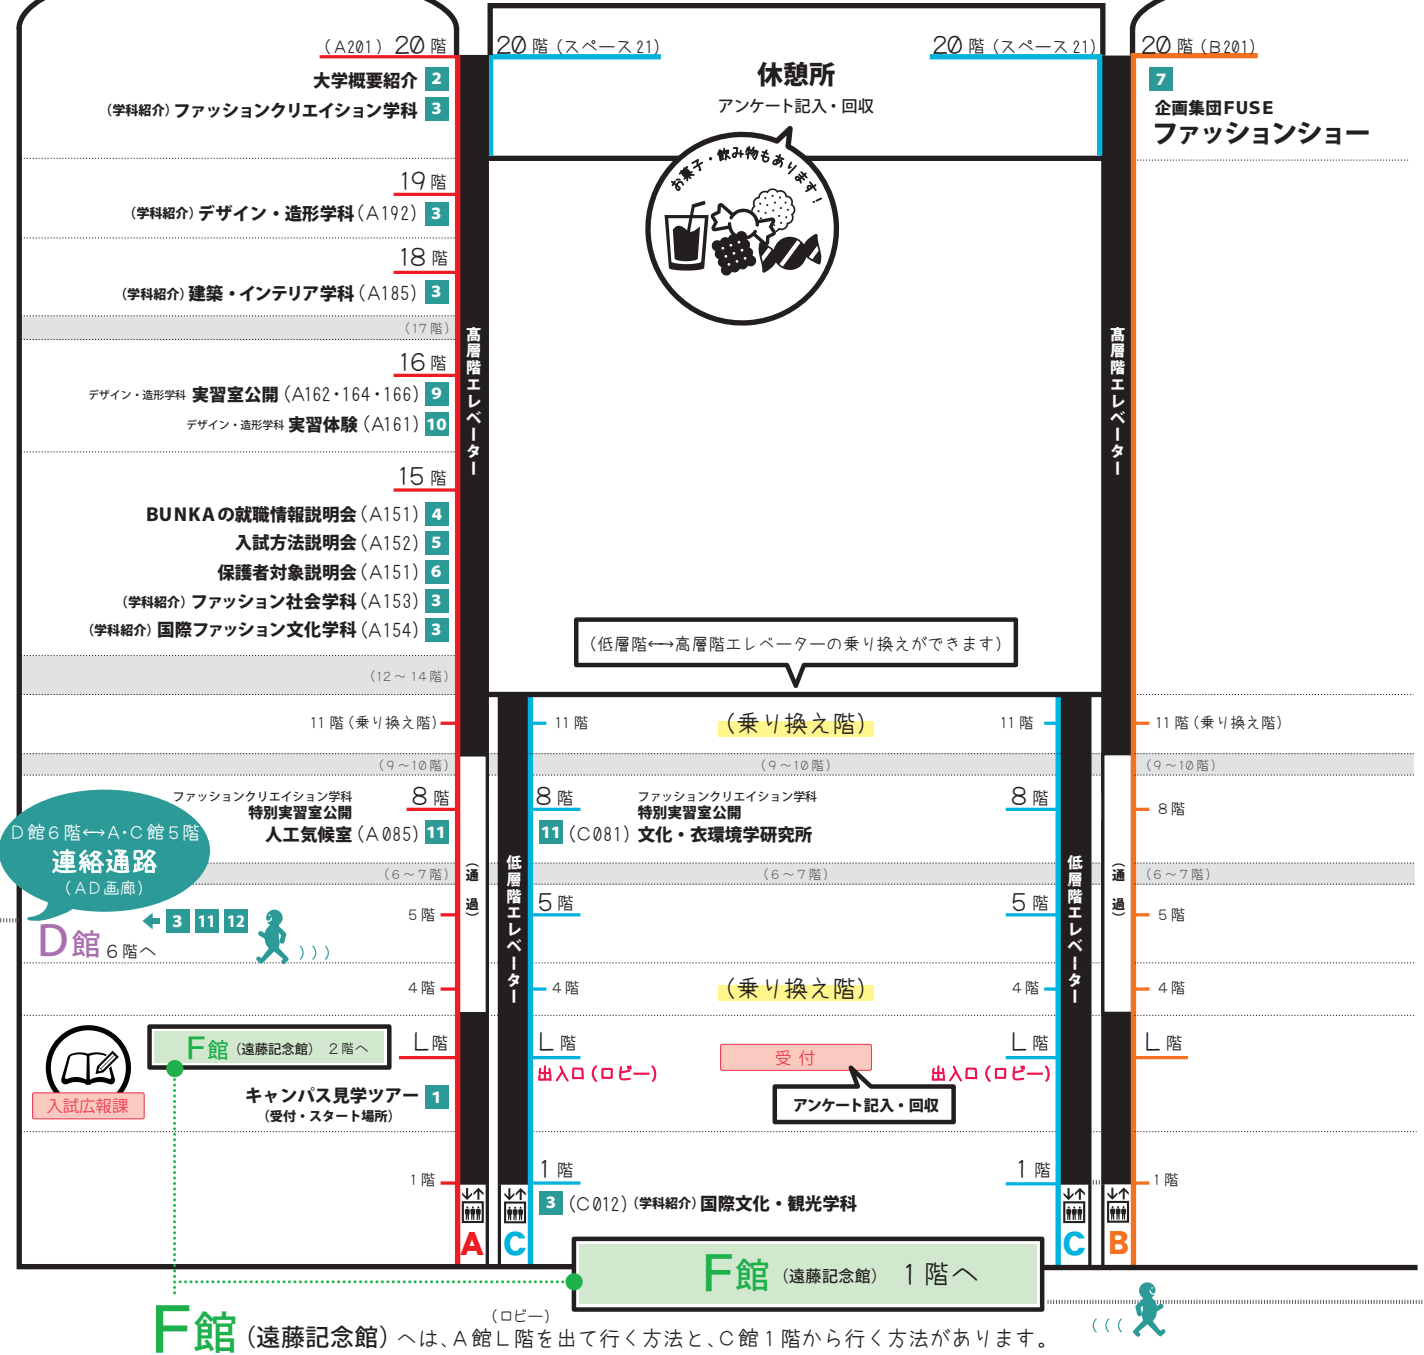 (A201) 20階
大学概要紹介 2
(学科紹介) ファッションクリエイション学科 3
19階
(学科紹介) デザイン・造形学科 (A192) 3
18階
(学科紹介) 建築・インテリア学科 (A185) 3
(17階)
16階
デザイン・造形学科 実習室公開 (A162・164・166) 9
デザイン・造形学科 実習体験 (A161) 10
15階
BUNKAの就職情報説明会 (A151) 4
入試方法説明会 (A152) 5
保護者対象説明会 (A151) 6
(学科紹介) ファッション社会学科 (A153) 3
(学科紹介) 国際ファッション文化学科 (A154) 3
(12～14階)
11階 (乗り換え階)
(9～10階)
8階
ファッションクリエイション学科
特別実習室公開
人工気候室 (A085) 11
D館6階↔A・C館5階
連絡通路
(AD画廊)
(6～7階)
5階
← 3 11 12
D館 6階へ
4階
L階
F館 (遠藤記念館) 2階へ
入試広報課
キャンパス見学ツアー 1
(受付・スタート場所)
1階
高層階エレベーター
(通過)
A
20階 (スペース21)
20階 (スペース21)
休憩所
アンケート記入・回収
お菓子・飲み物もあります!
(低層階↔高層階エレベーターの乗り換えができます)
11階
(乗り換え階)
11階
(9～10階)
8階
8階
ファッションクリエイション学科
特別実習室公開
11 (C081) 文化・衣環境学研究所
(6～7階)
5階
5階
4階
(乗り換え階)
4階
L階
L階
出入口 (ロビー)
受付
出入口 (ロビー)
アンケート記入・回収
1階
1階
3 (C012) (学科紹介) 国際文化・観光学科
低層階エレベーター
C
低層階エレベーター
C
20階 (B201)
7
企画集団FUSE
ファッションショー
高層階エレベーター
11階 (乗り換え階)
(9～10階)
8階
(6～7階)
(通過)
5階
4階
L階
1階
B
F館 (遠藤記念館) 1階へ
(ロビー)
F館 (遠藤記念館) へは、A館L階を出て行く方法と、C館1階から行く方法があります。